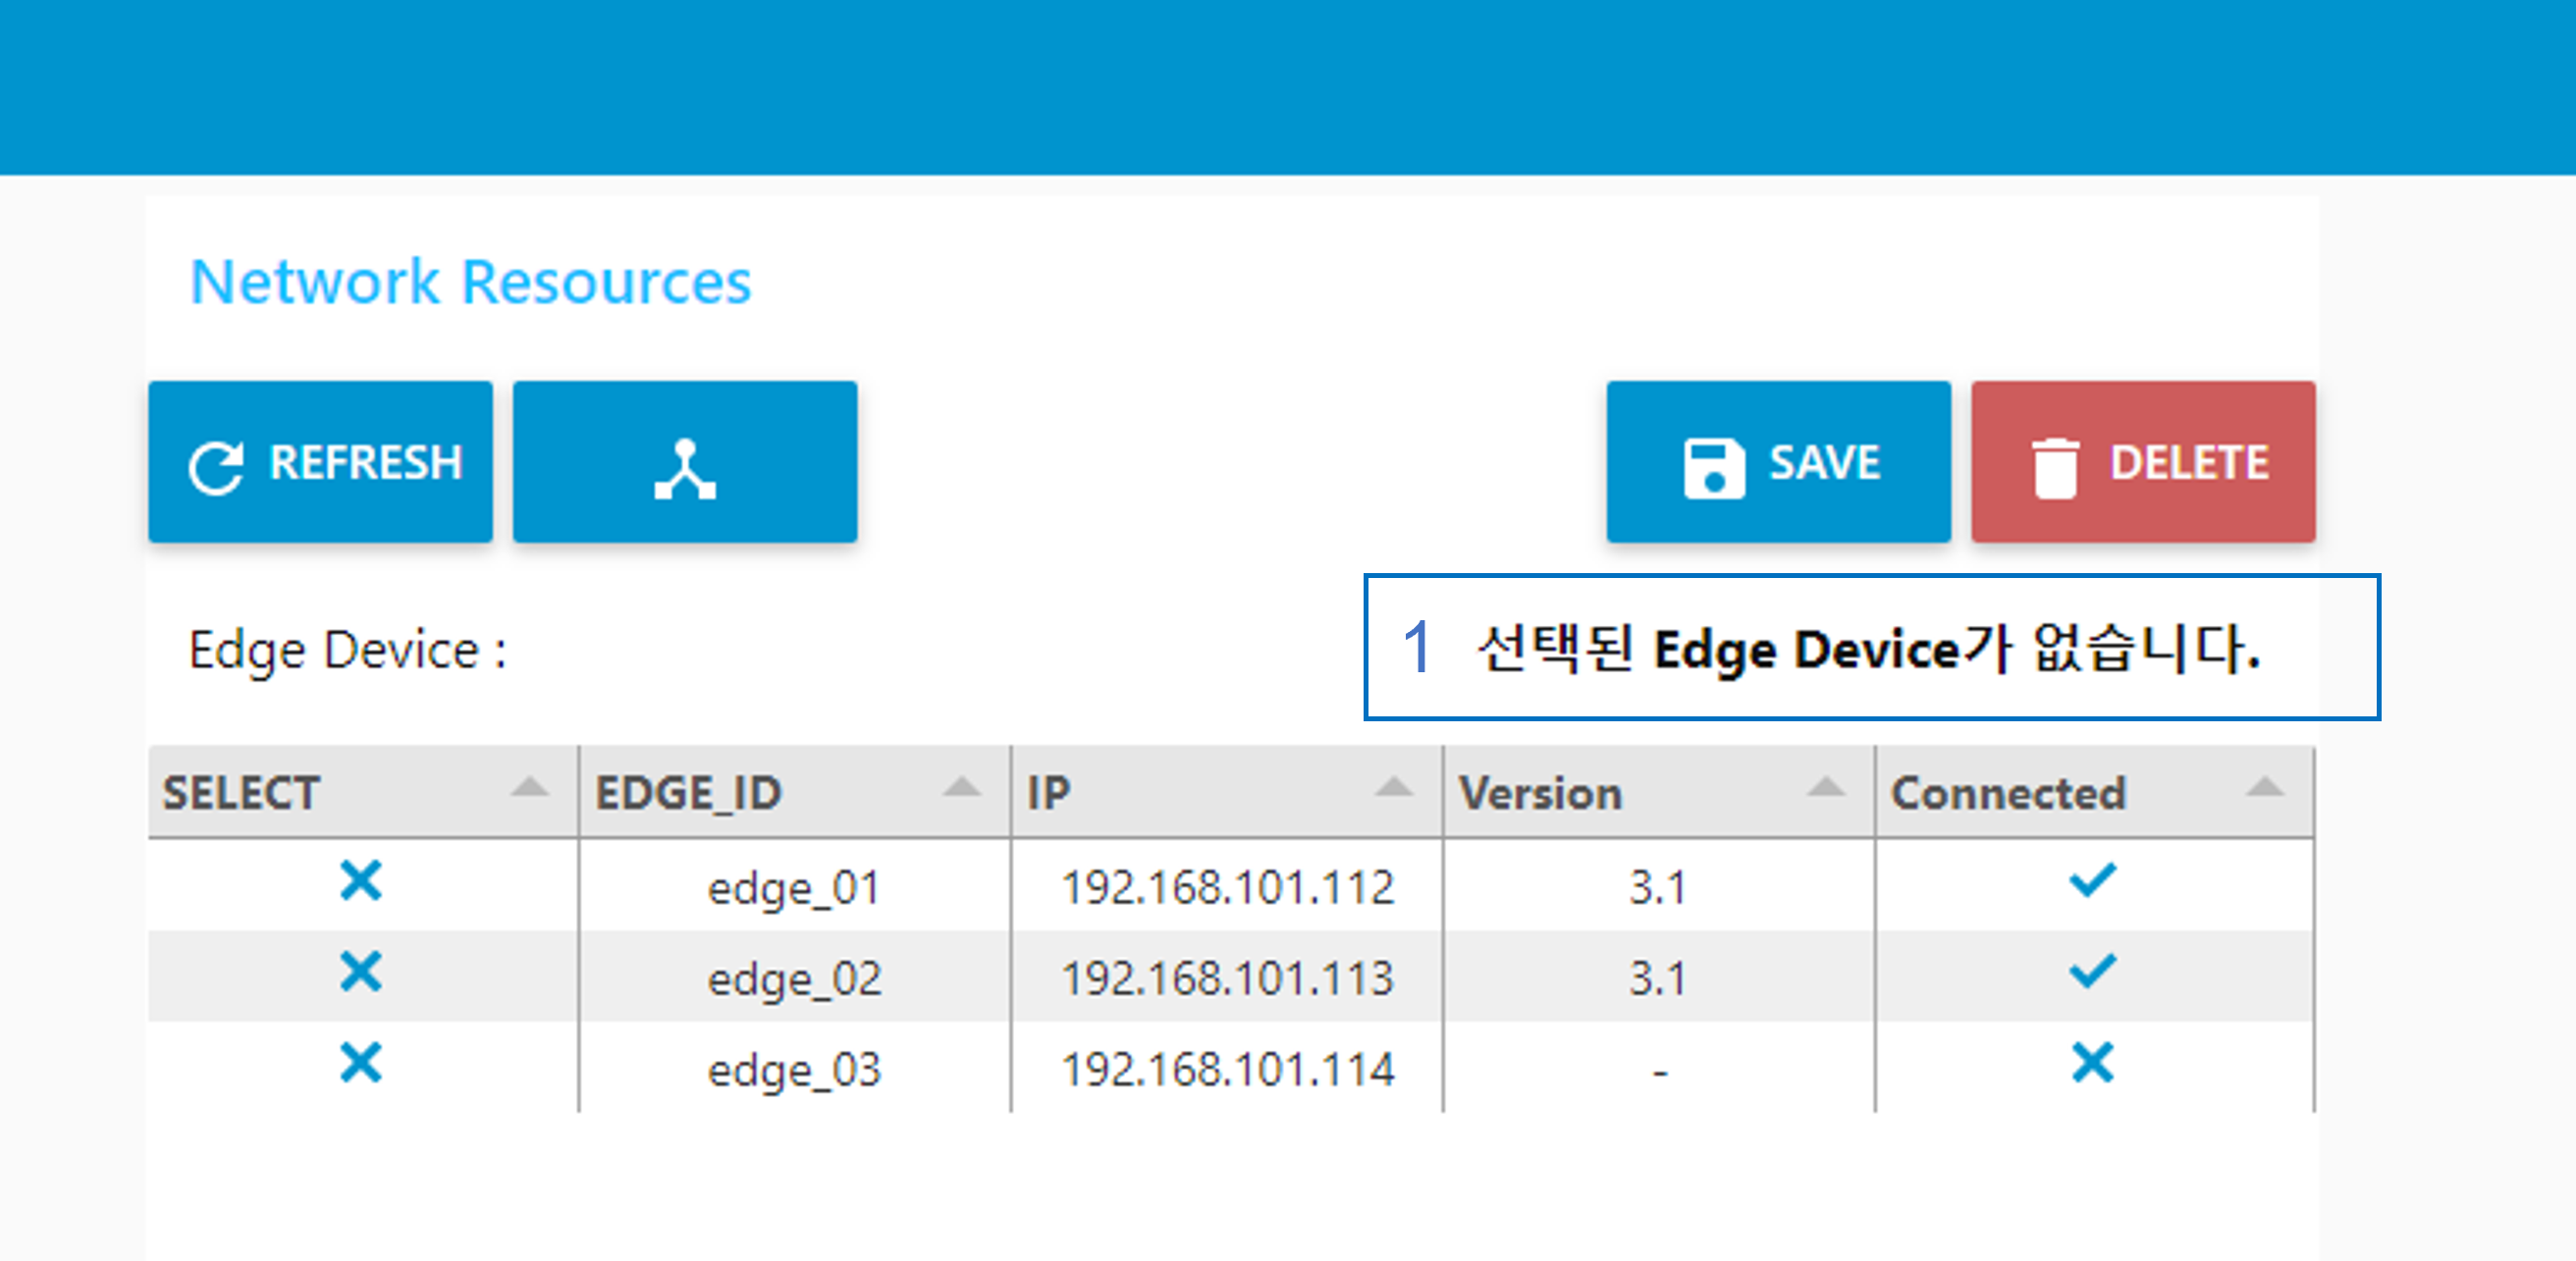 Network Resources
REFRESH SAVE DELETE
Edge Device : 1 선택된 Edge Device가 없습니다.
SELECT EDGE_ID IP Version Connected
edge_01 192.168.101.112 3.1
edge_02 192.168.101.113 3.1
edge_03 192.168.101.114 -